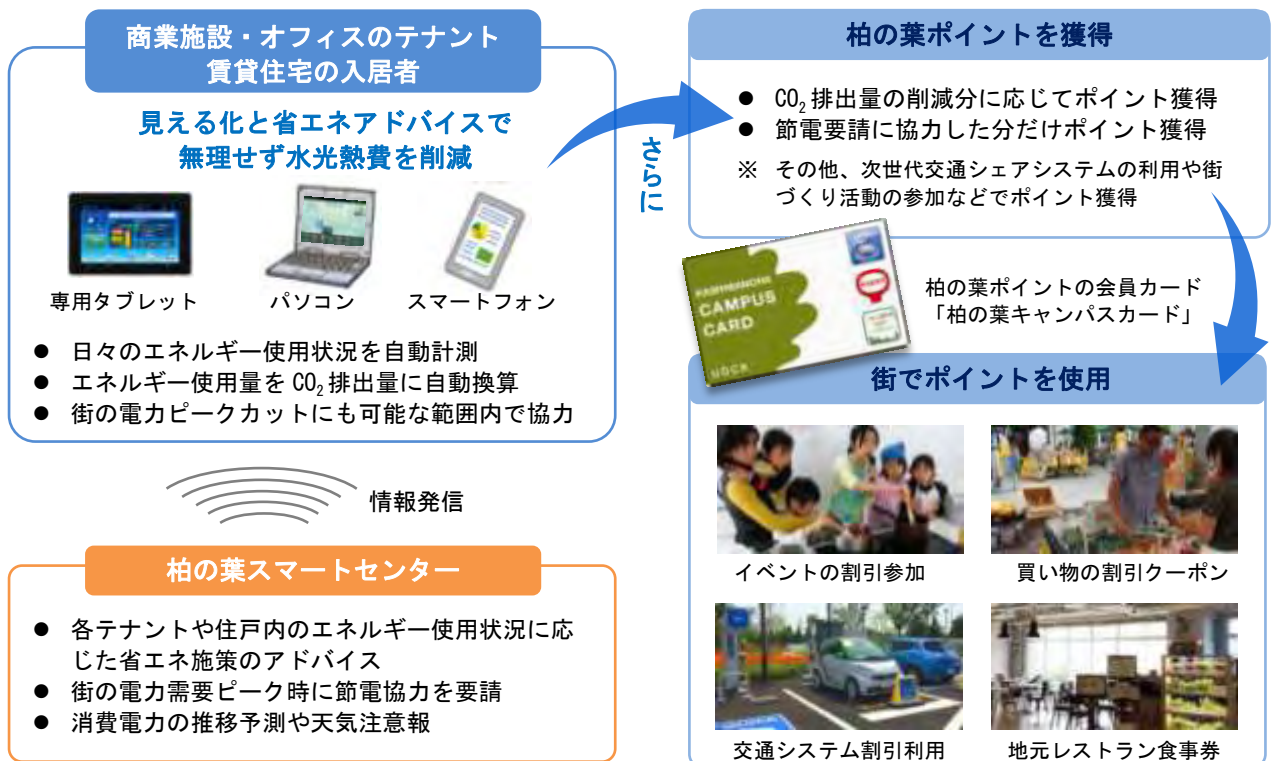 商業施設・オフィスのテナント
賃貸住宅の入居者
見える化と省エネアドバイスで
無理せず水光熱費を削減
専用タブレット
パソコン
スマートフォン
● 日々のエネルギー使用状況を自動計測
● エネルギー使用量を CO₂ 排出量に自動換算
● 街の電力ピークカットにも可能な範囲内で協力
情報発信
柏の葉スマートセンター
● 各テナントや住戸内のエネルギー使用状況に応
じた省エネ施策のアドバイス
● 街の電力需要ピーク時に節電協力を要請
● 消費電力の推移予測や天気注意報
さらに
柏の葉ポイントを獲得
● CO₂ 排出量の削減分に応じてポイント獲得
● 節電要請に協力した分だけポイント獲得
※ その他、次世代交通シェアシステムの利用や街
づくり活動の参加などでポイント獲得
CAMPUS
CARD
柏の葉ポイントの会員カード
「柏の葉キャンパスカード」
街でポイントを使用
イベントの割引参加
買い物の割引クーポン
交通システム割引利用
地元レストラン食事券